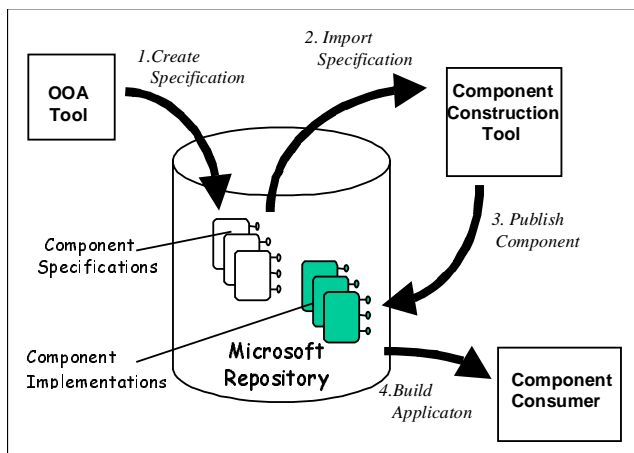 1.Create
Specification
2. Import
Specification
OOA
Tool
Component
Construction
Tool
3. Publish
Component
Component
Specifications
Component
Implementations
Microsoft
Repository
4.Build
Applicaton
Component
Consumer